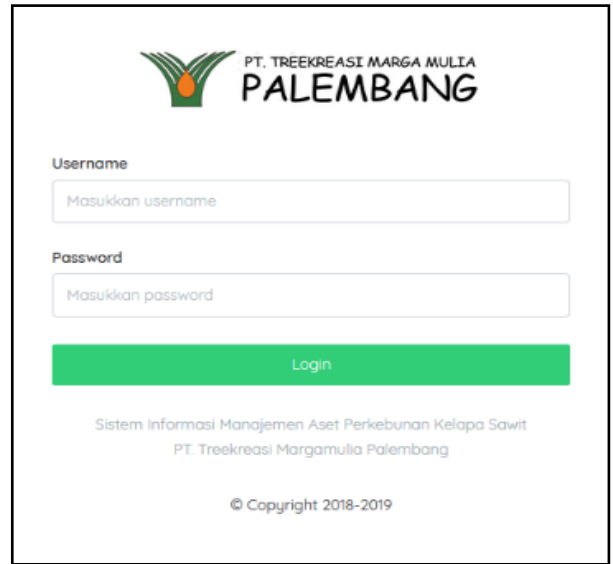 PT. TREEKREASI MARGA MULIA
PALEMBANG
Username
Masukkan username
Password
Masukkan password
Login
Sistem Informasi Manajemen Aset Perkebunan Kelapa Sawit
PT. Treekreasi Margamulia Palembang
© Copyright 2018-2019